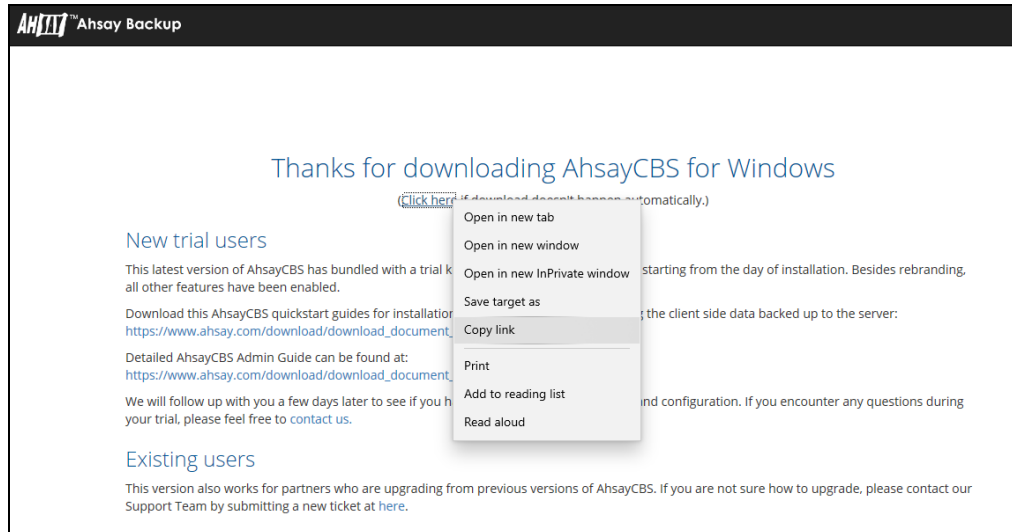 AHSAY™Ahsay Backup
Thanks for downloading AhsayCBS for Windows
(Click here if download doesn't happen automatically.)
Open in new tab
Open in new window
Open in new InPrivate window
Save target as
Copy link
Print
Add to reading list
Read aloud
New trial users
This latest version of AhsayCBS has bundled with a trial k starting from the day of installation. Besides rebranding,
all other features have been enabled.
Download this AhsayCBS quickstart guides for installation the client side data backed up to the server:
https://www.ahsay.com/download/download_document_
Detailed AhsayCBS Admin Guide can be found at:
https://www.ahsay.com/download/download_document_
We will follow up with you a few days later to see if you h and configuration. If you encounter any questions during
your trial, please feel free to contact us.
Existing users
This version also works for partners who are upgrading from previous versions of AhsayCBS. If you are not sure how to upgrade, please contact our
Support Team by submitting a new ticket at here.